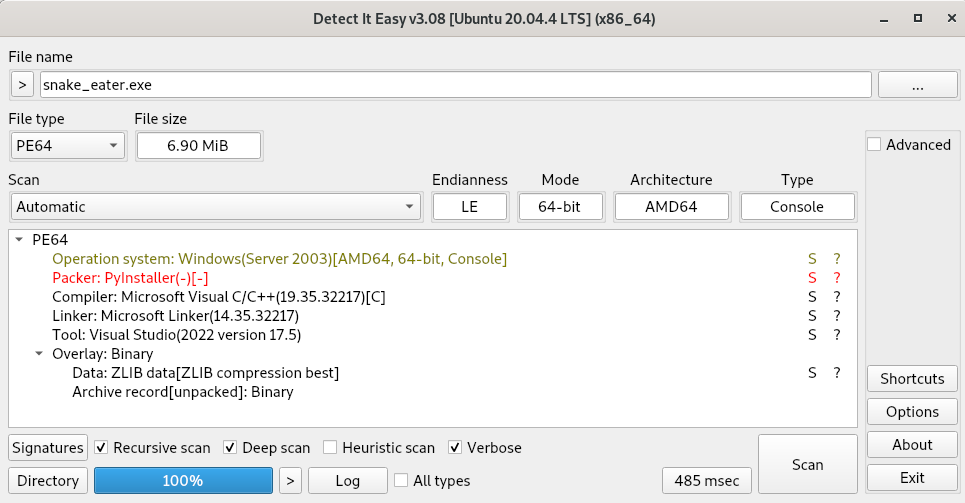 Detect It Easy v3.08 [Ubuntu 20.04.4 LTS] (x86_64)
File name
> snake_eater.exe ...
File type File size
PE64 6.90 MiB
Advanced
Scan Endianness Mode Architecture Type
Automatic LE 64-bit AMD64 Console
PE64
Operation system: Windows(Server 2003)[AMD64, 64-bit, Console] S ?
Packer: PyInstaller(-)[-] S ?
Compiler: Microsoft Visual C/C++(19.35.32217)[C] S ?
Linker: Microsoft Linker(14.35.32217) S ?
Tool: Visual Studio(2022 version 17.5) S ?
Overlay: Binary
Data: ZLIB data[ZLIB compression best] S ?
Archive record[unpacked]: Binary
Shortcuts
Options
About
Exit
Signatures Recursive scan Deep scan Heuristic scan Verbose
Scan
Directory 100% > Log All types 485 msec